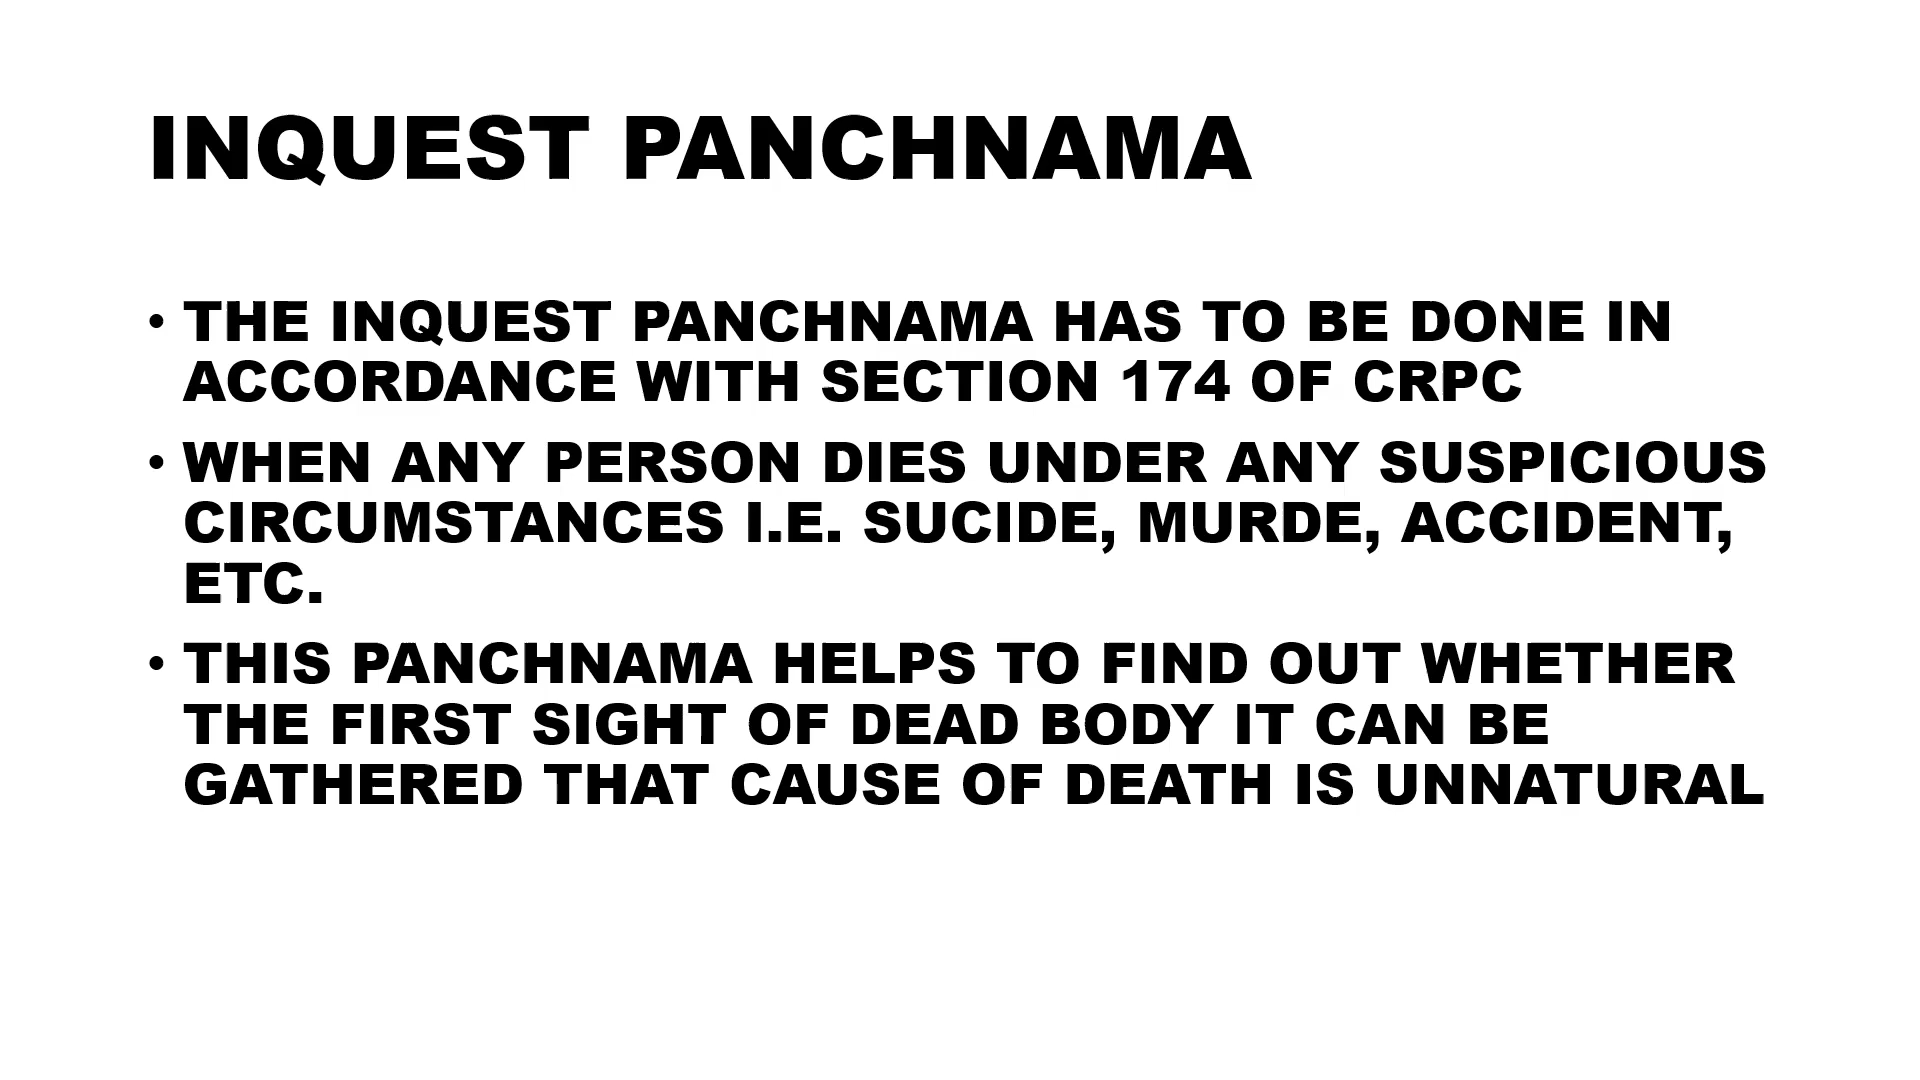 INQUEST PANCHNAMA
• THE INQUEST PANCHNAMA HAS TO BE DONE IN
ACCORDANCE WITH SECTION 174 OF CRPC
• WHEN ANY PERSON DIES UNDER ANY SUSPICIOUS
CIRCUMSTANCES I.E. SUCIDE, MURDE, ACCIDENT,
ETC.
• THIS PANCHNAMA HELPS TO FIND OUT WHETHER
THE FIRST SIGHT OF DEAD BODY IT CAN BE
GATHERED THAT CAUSE OF DEATH IS UNNATURAL